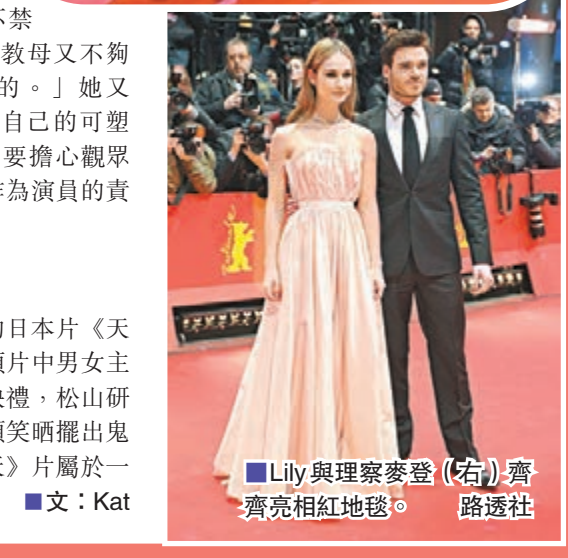 不禁
教母又不夠
的。」她又
自己的可塑
要擔心觀眾
作為演員的責
的日本片《天
片中男女主
映禮，松山研
笑晒擺出鬼
天》片屬於一
■文：Kat
■Lily與理察麥登（右）齊
齊亮相紅地毯。 路透社